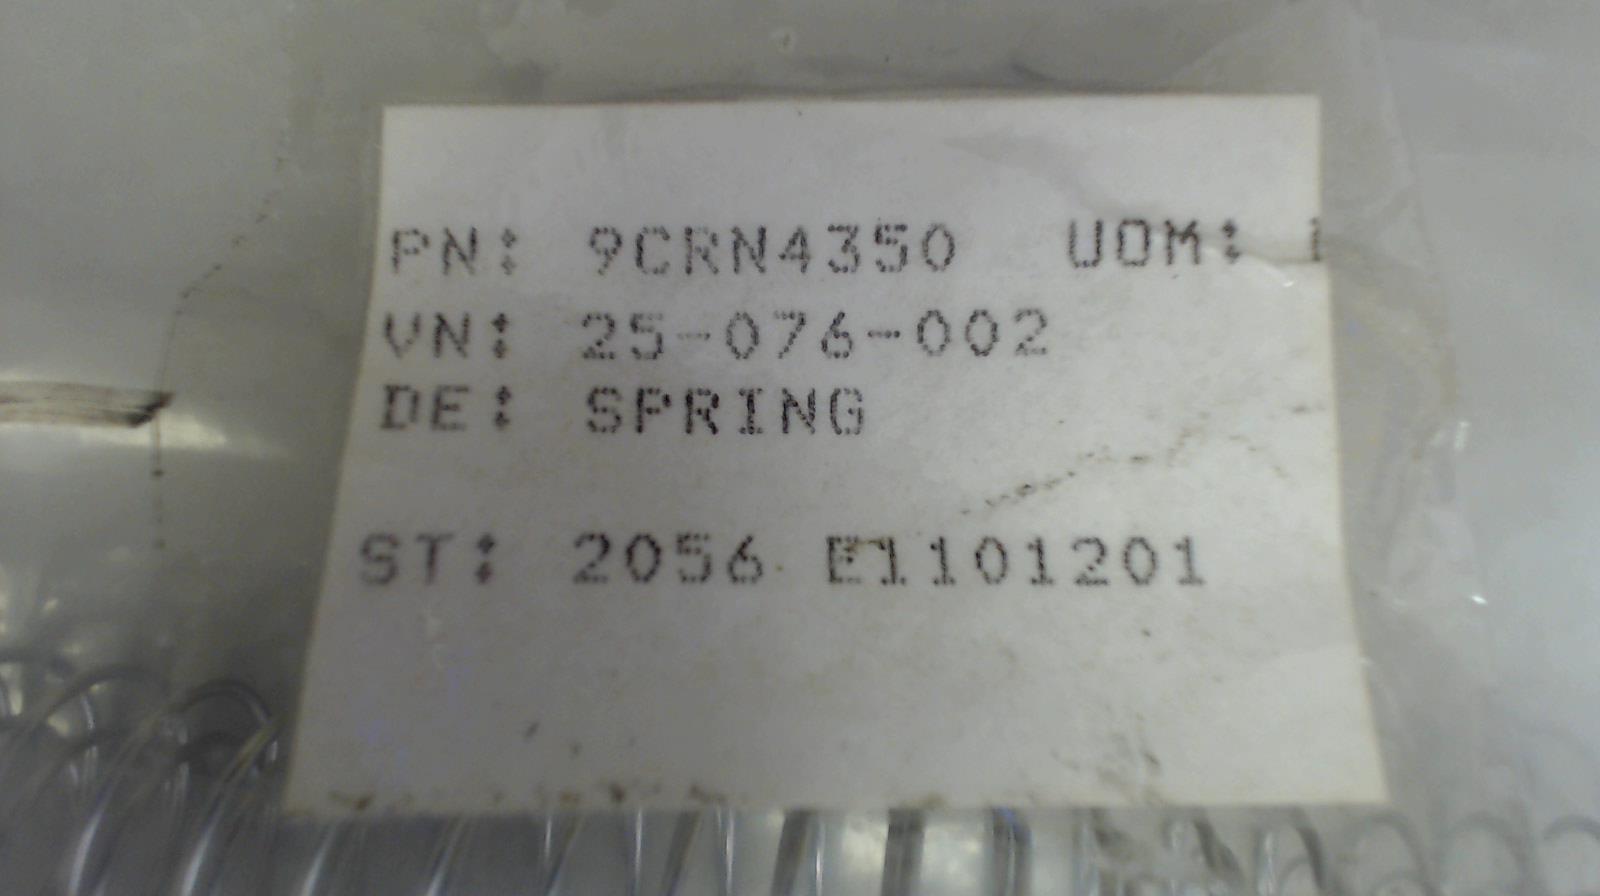 PN: 9CRN4350 UOM:
VN: 25-076-002
DE: SPRING
ST: 2056 E1101201